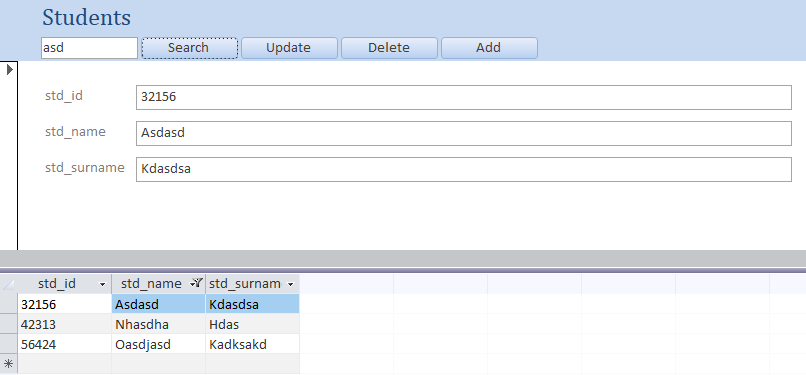 Students
asd Search Update Delete Add
std_id 32156
std_name Asdasd
std_surname Kdasdsa
std_id std_name std_surnam
32156 Asdasd Kdasdsa
42313 Nhasdha Hdas
56424 Oasdjasd Kadksakd